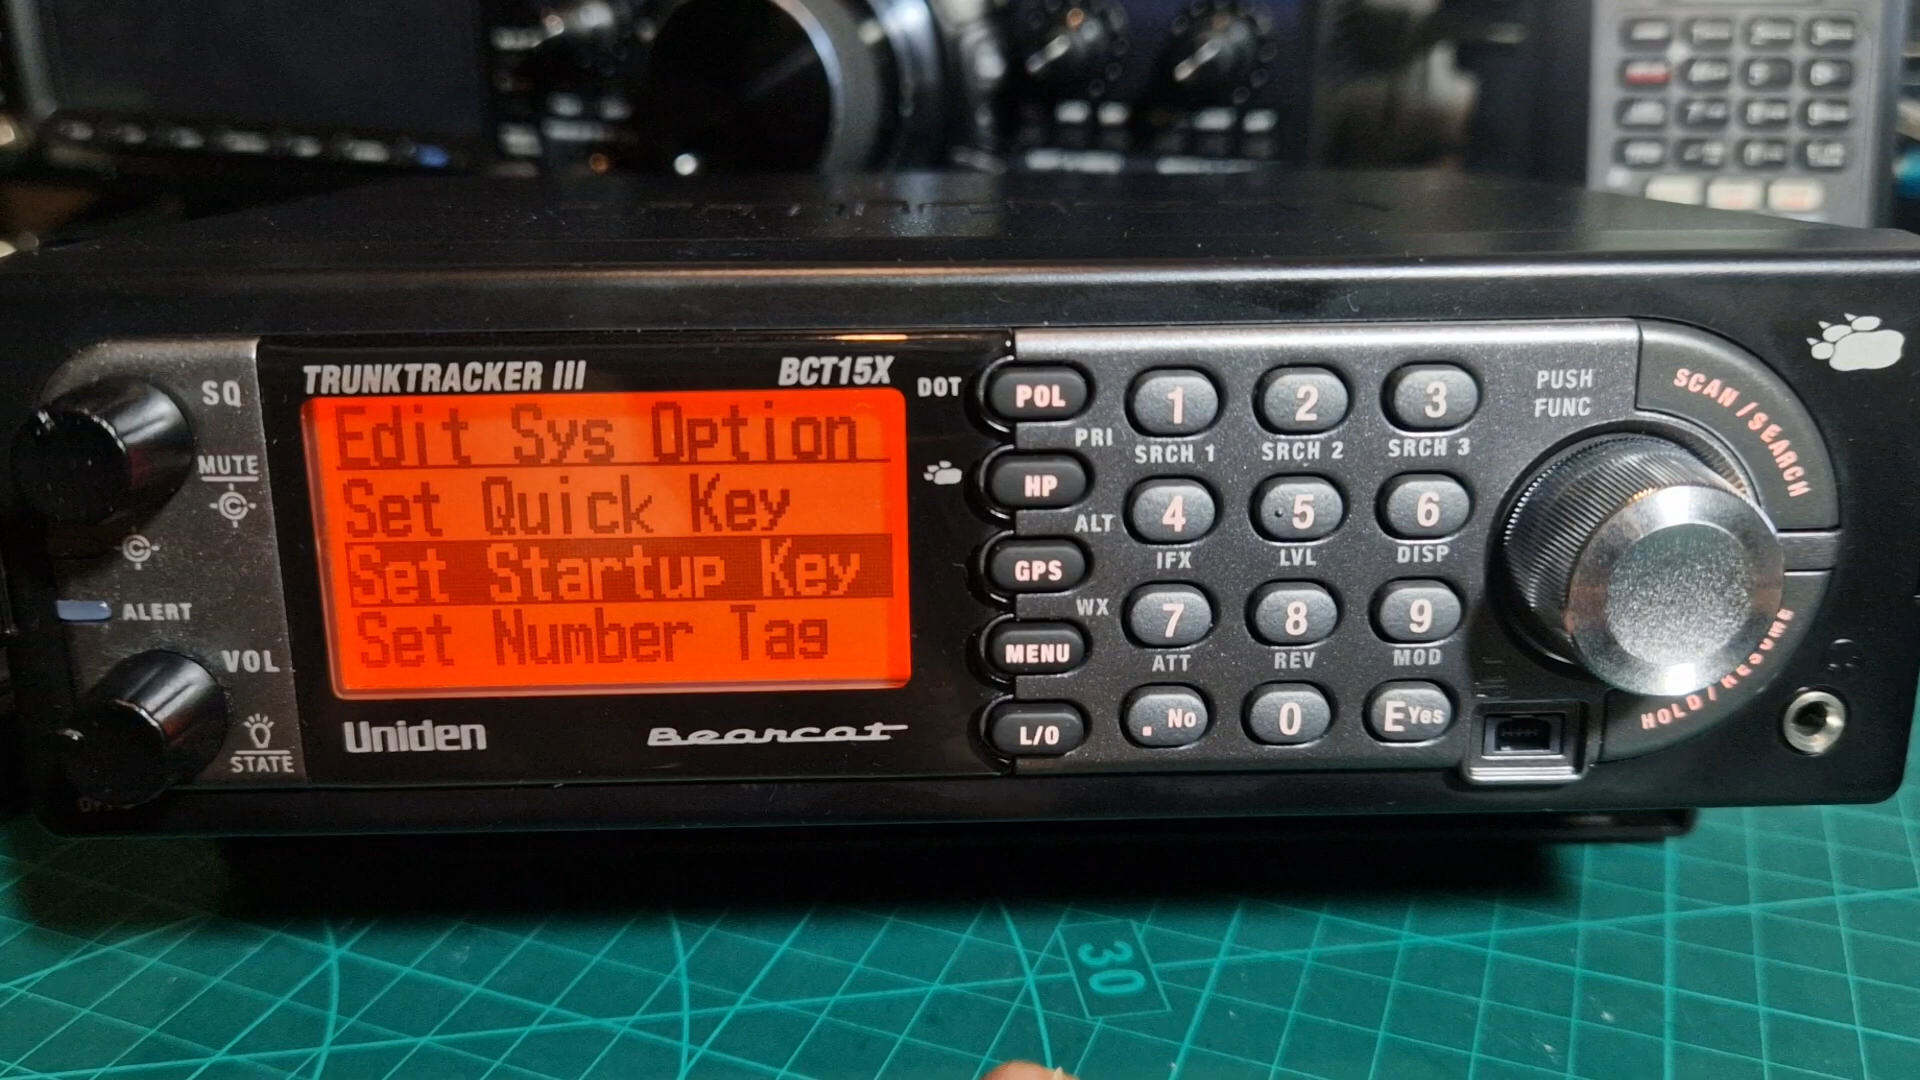 TRUNKTRACKER III
BCT15X
Edit Sys Option
Set Quick Key
Set Startup Key
Set Number Tag
Uniden
Bearcat
SQ
MUTE
ALERT
VOL
STATE
DOT
POL
PRI
HP
ALT
GPS
WX
MENU
L/O
1
SRCH 1
2
SRCH 2
3
SRCH 3
4
IFX
5
LVL
6
DISP
7
ATT
8
REV
9
MOD
. No
0
E Yes
PUSH
FUNC
SCAN / SEARCH
HOLD / RESUME
30